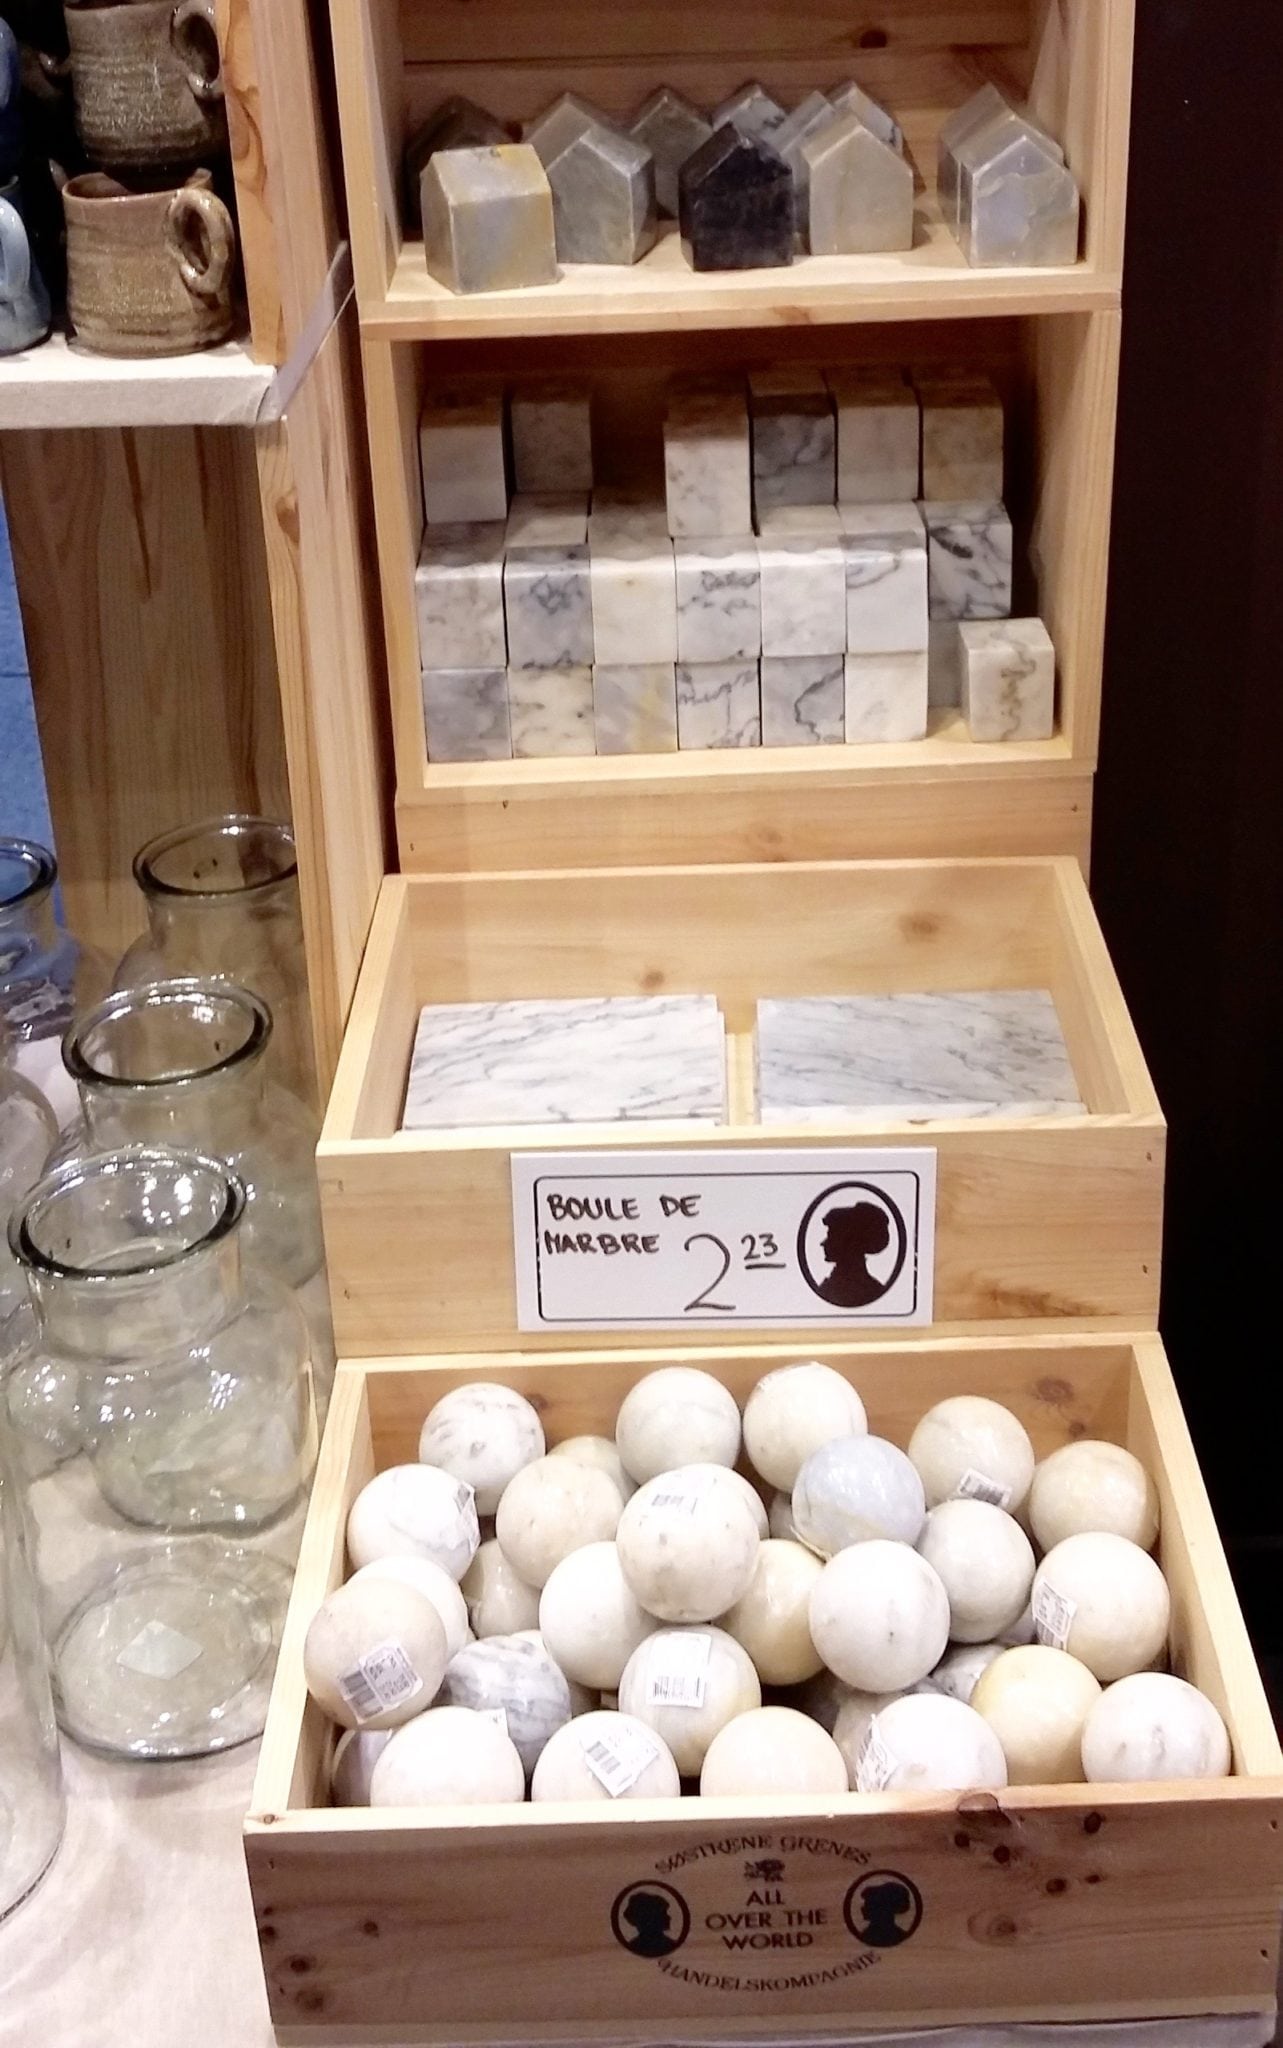 BOULE DE
MARBRE 2 23
SØSTRENE GRENES
ALL
OVER THE
WORLD
HANDELSKOMPAGNIE